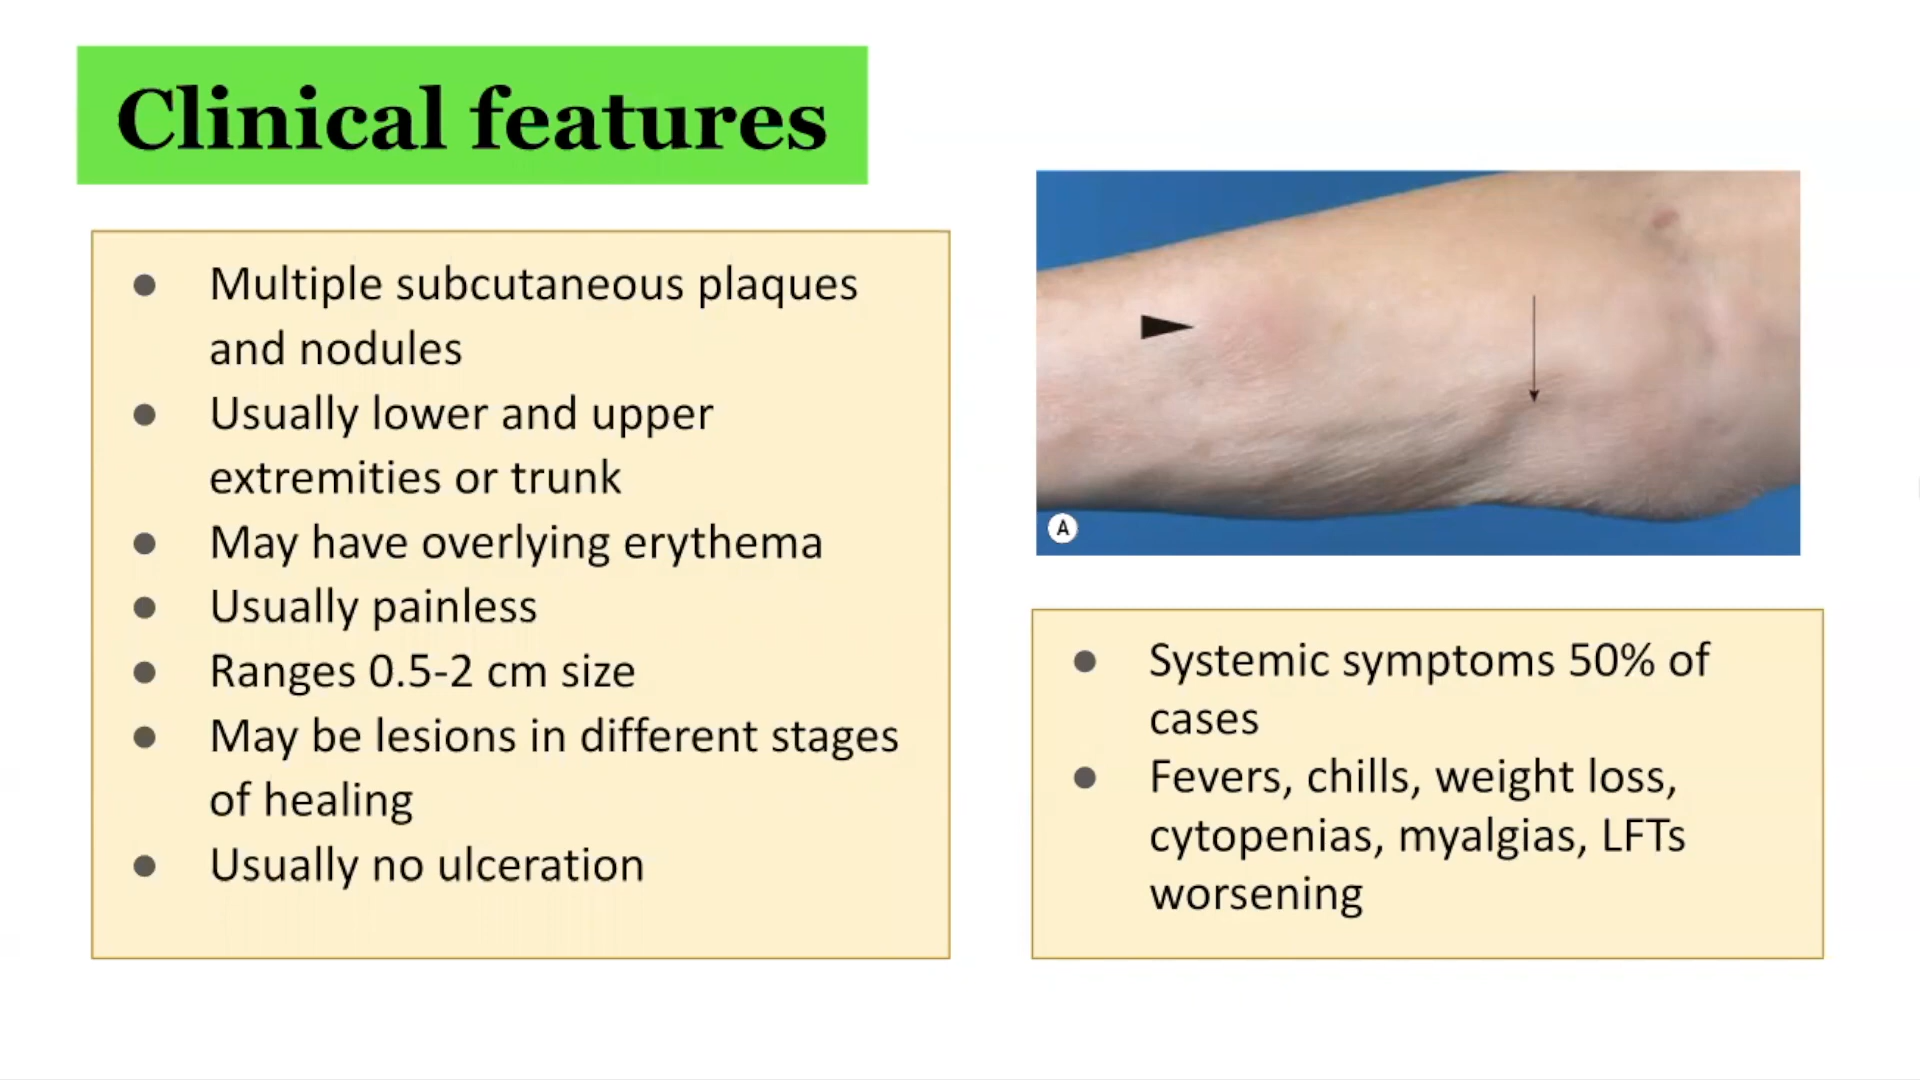 Clinical features
Multiple subcutaneous plaques
and nodules
Usually lower and upper
extremities or trunk
May have overlying erythema
Usually painless
Ranges 0.5-2 cm size
May be lesions in different stages
of healing
Usually no ulceration
A
Systemic symptoms 50% of
cases
Fevers, chills, weight loss,
cytopenias, myalgias, LFTs
worsening